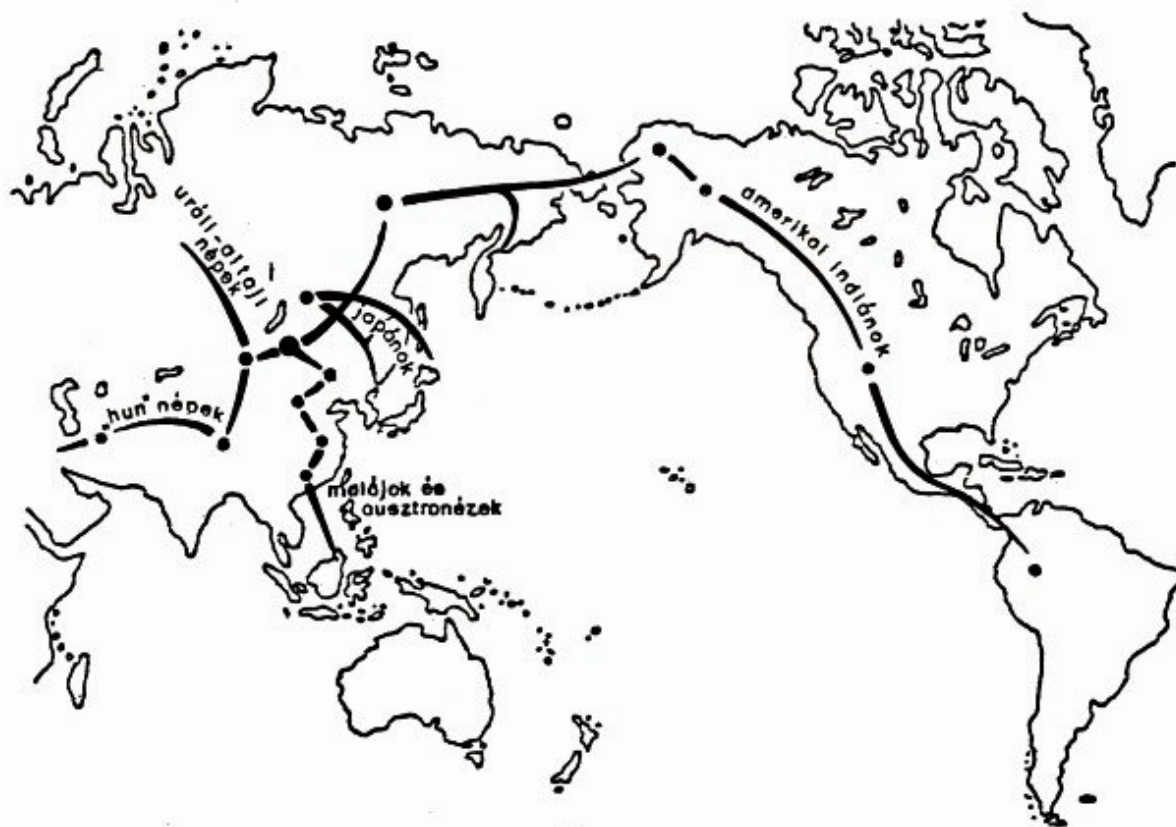 uráli-altaji
népek
japánok
"hun" népek
malájok és
ausztronézek
amerikai indiánok